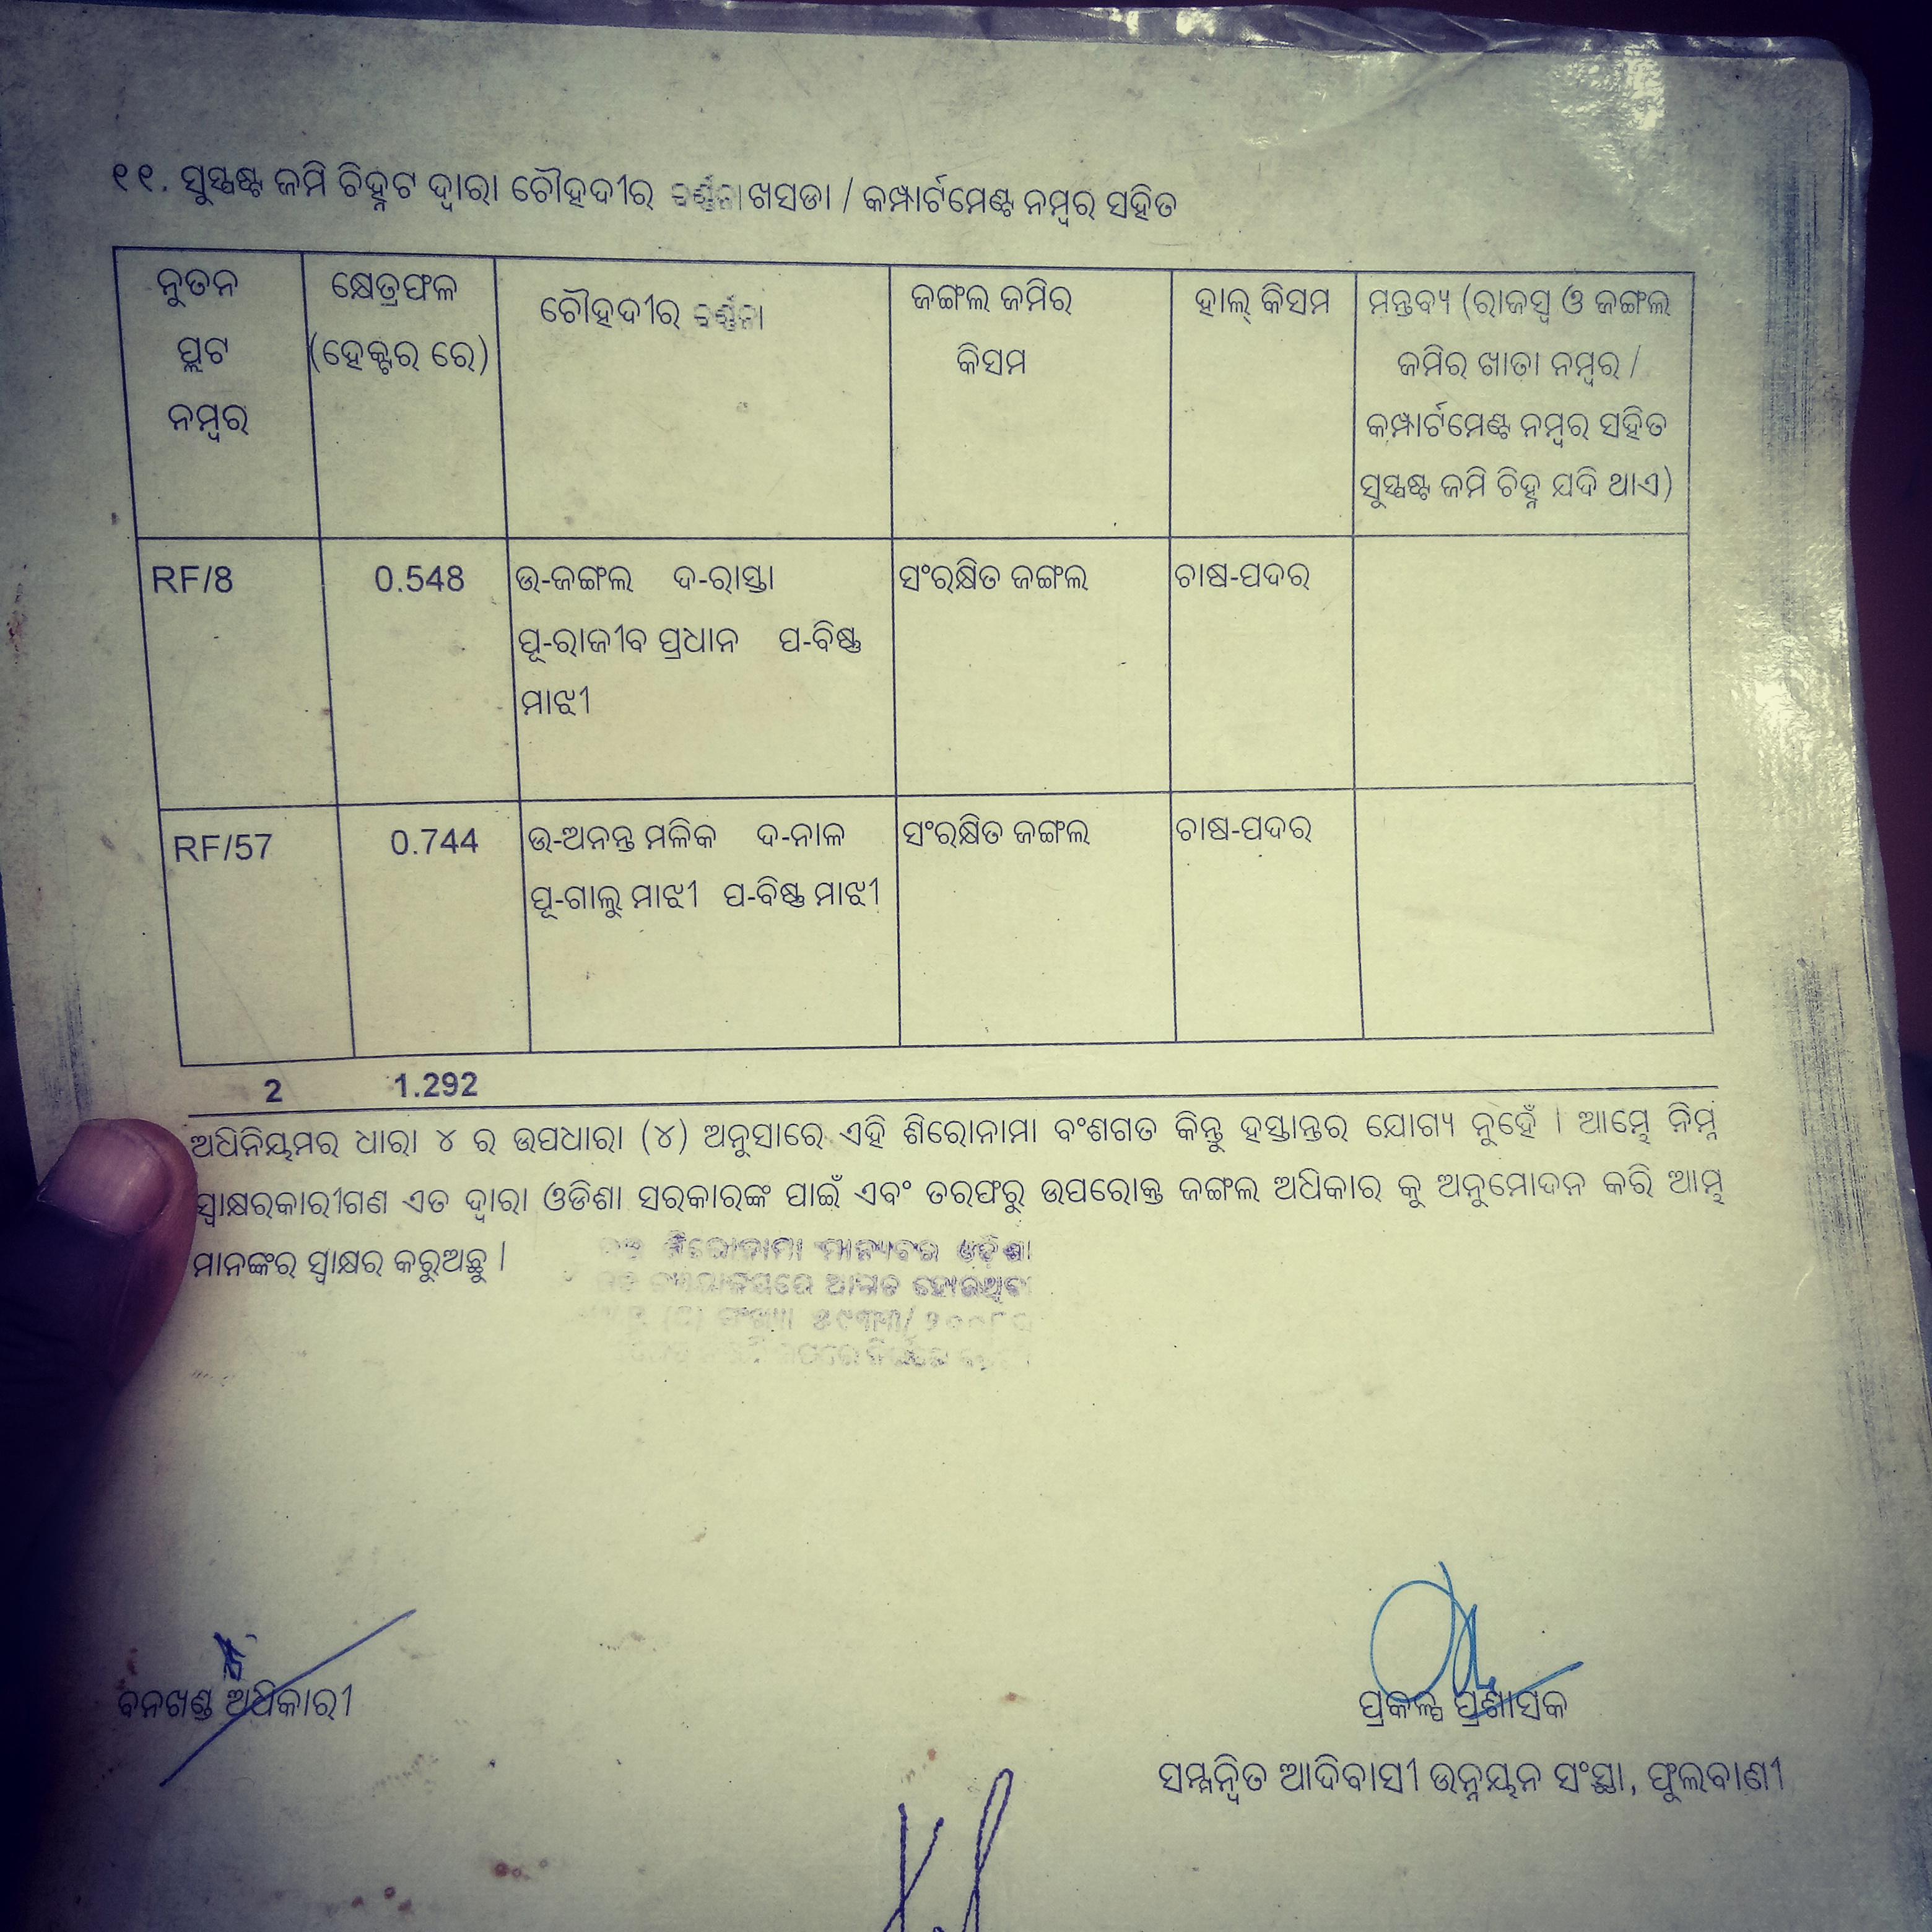 ୧୧. ସୁସ୍ପଷ୍ଟ ଜମି ଚିହ୍ନଟ ଦ୍ୱାରା ଚୌହଦୀର ବର୍ଣ୍ଣନା ଖସଡା / କମ୍ପାର୍ଟମେଣ୍ଟ ନମ୍ବର ସହିତ
ନୁତନ ପ୍ଲଟ ନମ୍ବର
କ୍ଷେତ୍ରଫଳ (ହେକ୍ଟର ରେ)
ଚୌହଦୀର ବର୍ଣ୍ଣନା
ଜଙ୍ଗଲ ଜମିର କିସମ
ହାଲ୍ କିସମ
ମନ୍ତବ୍ୟ (ରାଜସ୍ୱ ଓ ଜଙ୍ଗଲ
ଜମିର ଖାତା ନମ୍ବର /
କମ୍ପାର୍ଟମେଣ୍ଟ ନମ୍ବର ସହିତ
ସୁସ୍ପଷ୍ଟ ଜମି ଚିହ୍ନ ଯଦି ଥାଏ)
RF/8 0.548 ଉ-ଜଙ୍ଗଲ ଦ-ରାସ୍ତା ସଂରକ୍ଷିତ ଜଙ୍ଗଲ ଚାଷ-ପଦର
ପୂ-ରାଜୀବ ପ୍ରଧାନ ପ-ବିଷ୍ଣୁ
ମାଝୀ
RF/57 0.744 ଉ-ଅନନ୍ତ ମଳିକ ଦ-ନାଳ ସଂରକ୍ଷିତ ଜଙ୍ଗଲ ଚାଷ-ପଦର
ପୂ-ଗାଲୁ ମାଝୀ ପ-ବିଷ୍ଣୁ ମାଝୀ
2 1.292
ଅଧିନିୟମର ଧାରା ୪ ର ଉପଧାରା (୪) ଅନୁସାରେ ଏହି ଶିରୋନାମା ବଂଶଗତ କିନ୍ତୁ ହସ୍ତାନ୍ତର ଯୋଗ୍ୟ ନୁହେଁ । ଆମ୍ଭେ ନିମ୍ନ
ସ୍ୱାକ୍ଷରକାରୀଗଣ ଏତ ଦ୍ୱାରା ଓଡିଶା ସରକାରଙ୍କ ପାଇଁ ଏବଂ ତରଫରୁ ଉପରୋକ୍ତ ଜଙ୍ଗଲ ଅଧିକାର କୁ ଅନୁମୋଦନ କରି ଆମ୍ଭ
ମାନଙ୍କର ସ୍ୱାକ୍ଷର କରୁଅଛୁ ।
ଶିରୋନାମା ମାନ୍ୟବର ଓଡ଼ିଶା
ବନଖଣ୍ଡ ଅଧିକାରୀ
ପ୍ରକଳ୍ପ ପ୍ରଶାସକ
ସମ୍ନନ୍ୱିତ ଆଦିବାସୀ ଉନ୍ନୟନ ସଂସ୍ଥା, ଫୁଲବାଣୀ